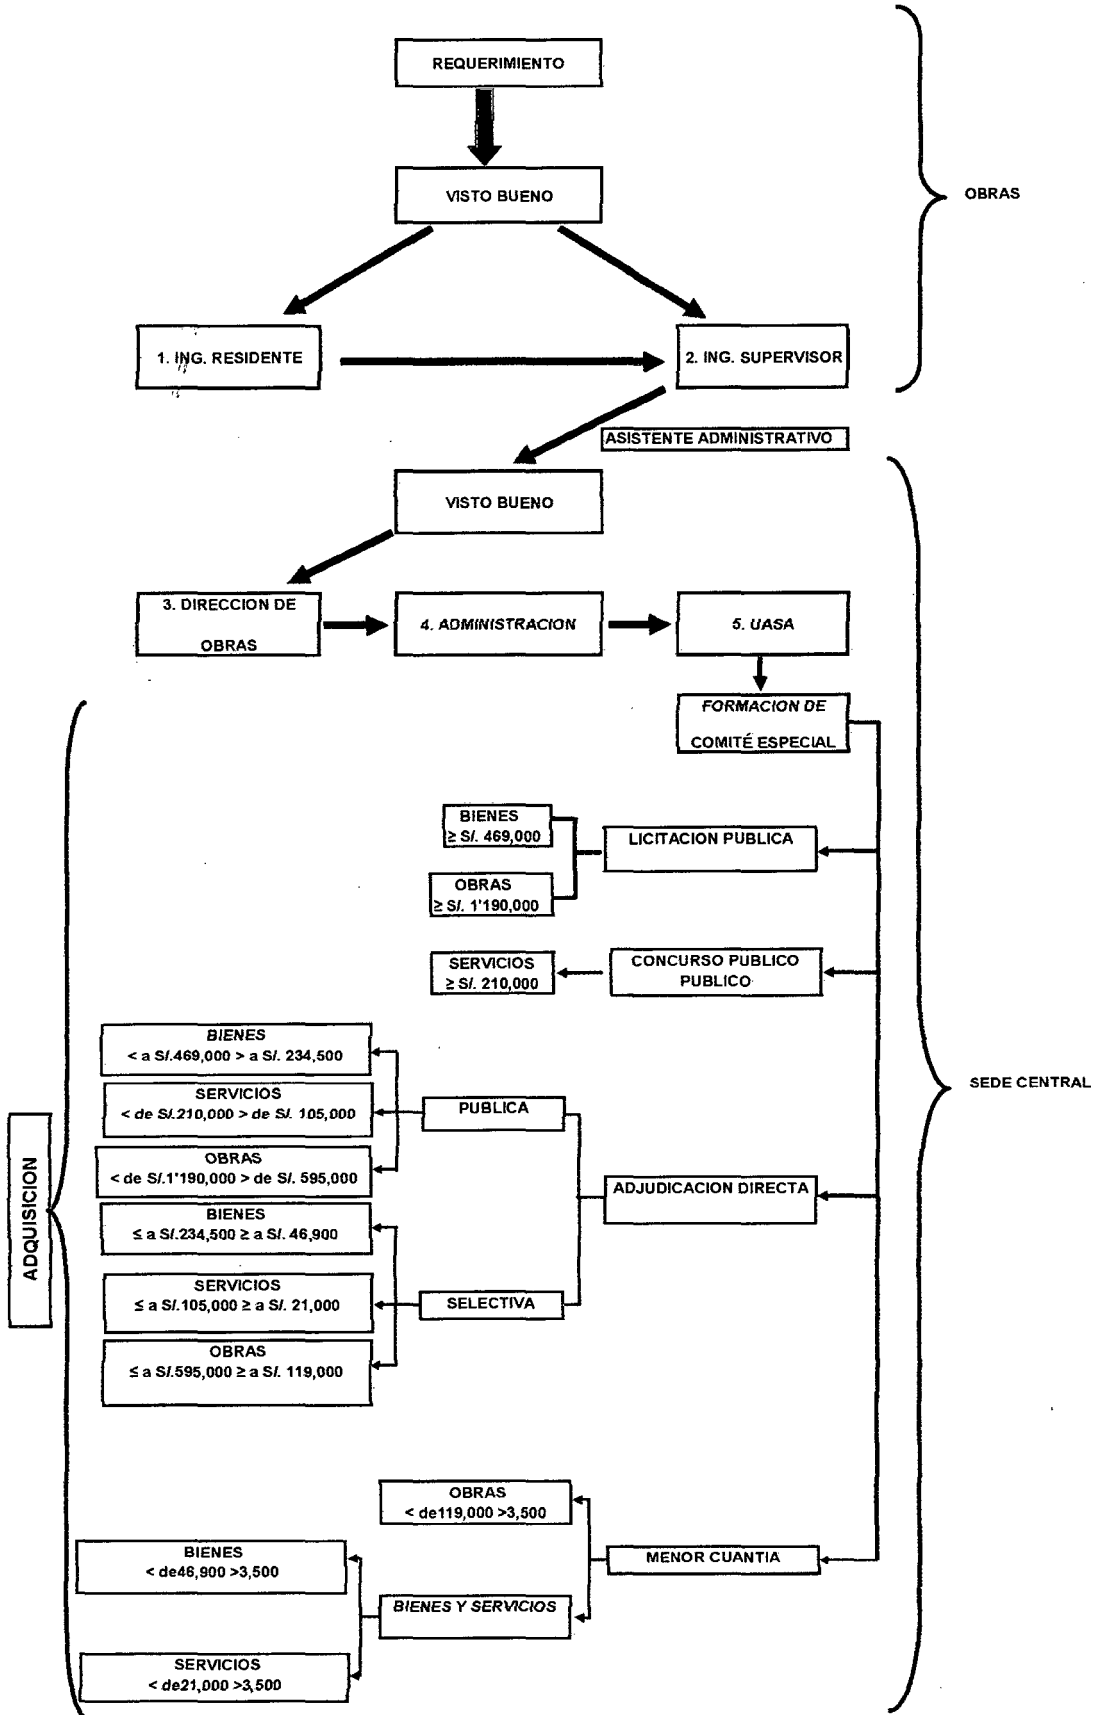 REQUERIMIENTO
VISTO BUENO
OBRAS
1. ING. RESIDENTE
2. ING. SUPERVISOR
ASISTENTE ADMINISTRATIVO
VISTO BUENO
3. DIRECCION DE
OBRAS
4. ADMINISTRACION
5. UASA
FORMACION DE
COMITÉ ESPECIAL
BIENES
≥ S/. 469,000
LICITACION PUBLICA
OBRAS
≥ S/. 1'190,000
SERVICIOS
≥ S/. 210,000
CONCURSO PUBLICO
PUBLICO
BIENES
< a S/.469,000 > a S/. 234,500
SERVICIOS
< de S/.210,000 > de S/. 105,000
PUBLICA
OBRAS
< de S/.1'190,000 > de S/. 595,000
ADJUDICACION DIRECTA
SEDE CENTRAL
ADQUISICION
BIENES
≤ a S/.234,500 ≥ a S/. 46,900
SERVICIOS
≤ a S/.105,000 ≥ a S/. 21,000
SELECTIVA
OBRAS
≤ a S/.595,000 ≥ a S/. 119,000
OBRAS
< de119,000 >3,500
MENOR CUANTIA
BIENES
< de46,900 >3,500
BIENES Y SERVICIOS
SERVICIOS
< de21,000 >3,500